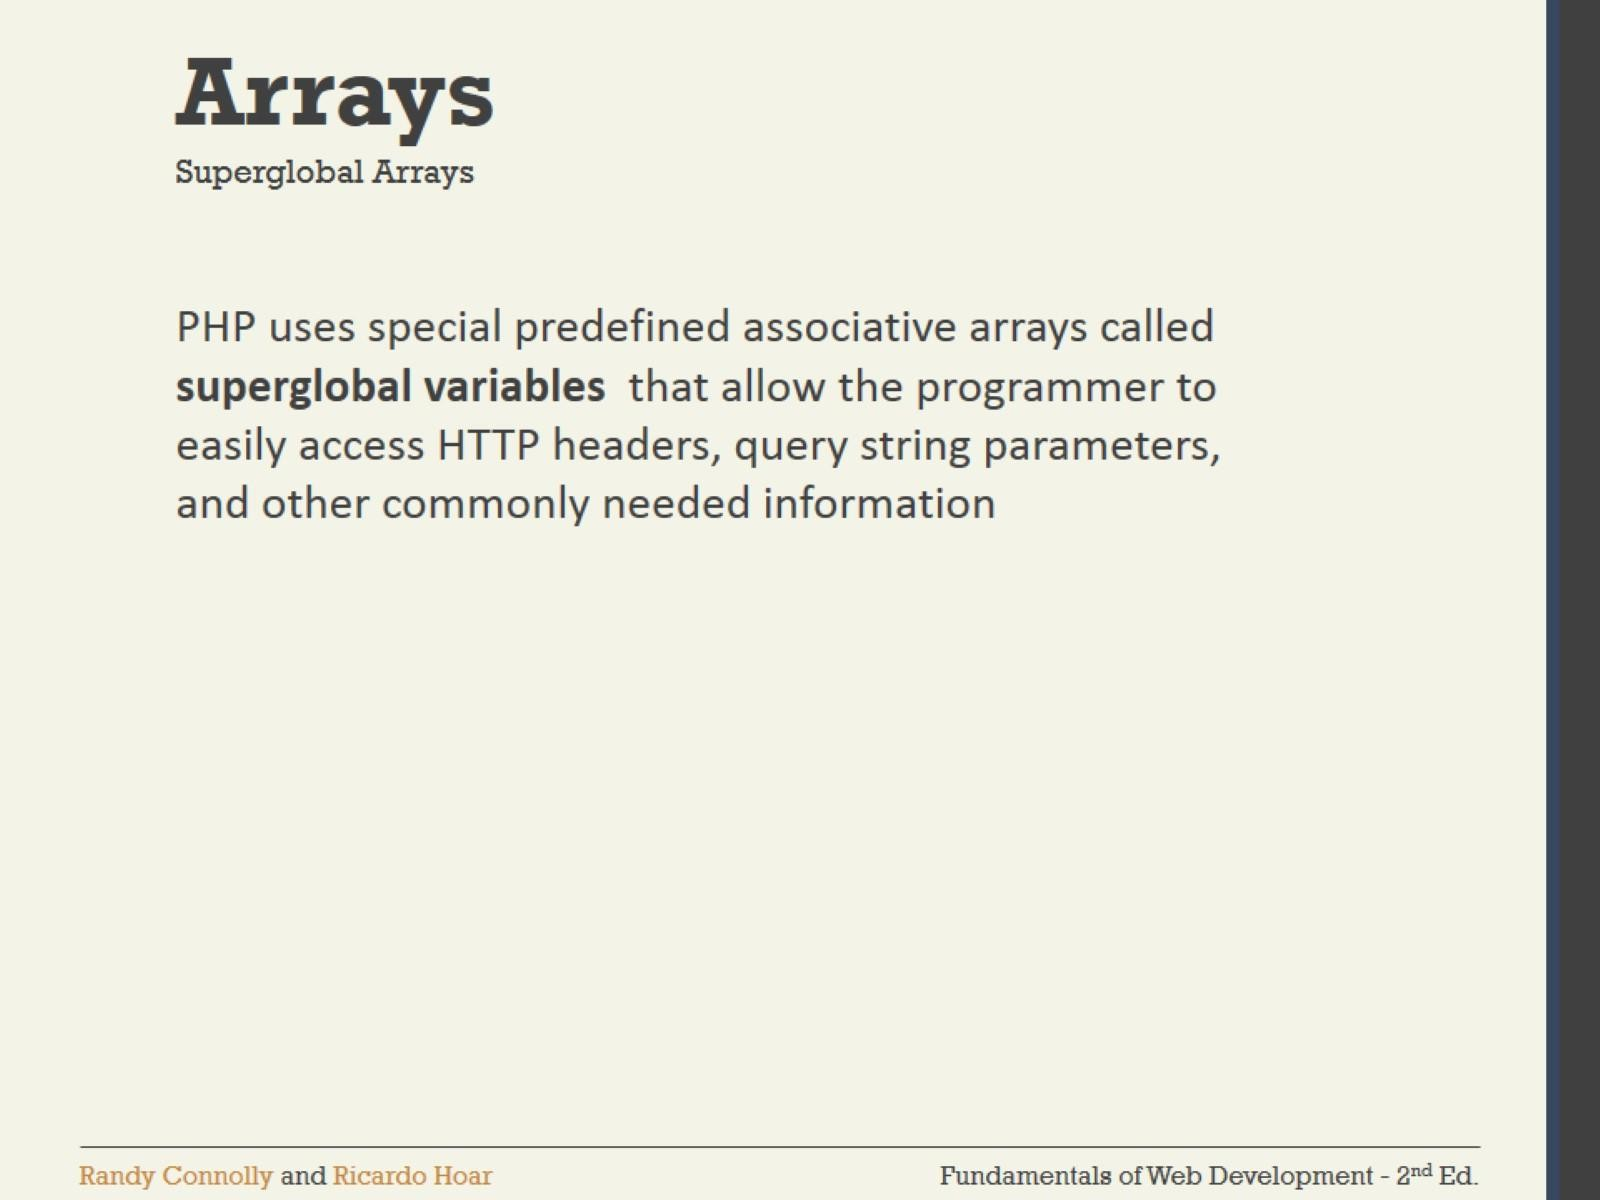 Arrays
Superglobal Arrays
PHP uses special predefined associative arrays called
superglobal variables that allow the programmer to
easily access HTTP headers, query string parameters,
and other commonly needed information
Randy Connolly and Ricardo Hoar
Fundamentals of Web Development - 2nd Ed.